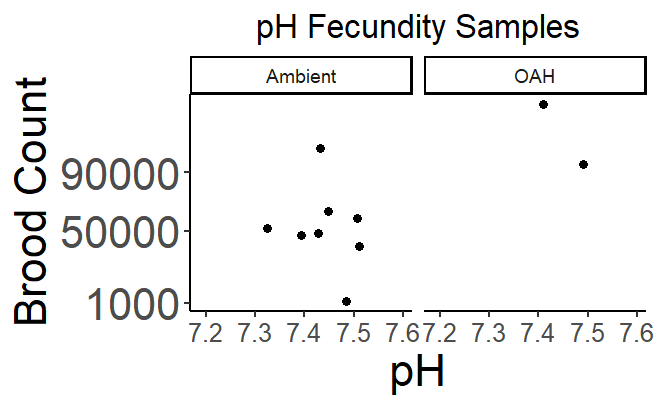 pH Fecundity Samples
Ambient OAH
Brood Count
90000
50000
1000
7.2 7.3 7.4 7.5 7.6 7.2 7.3 7.4 7.5 7.6
pH